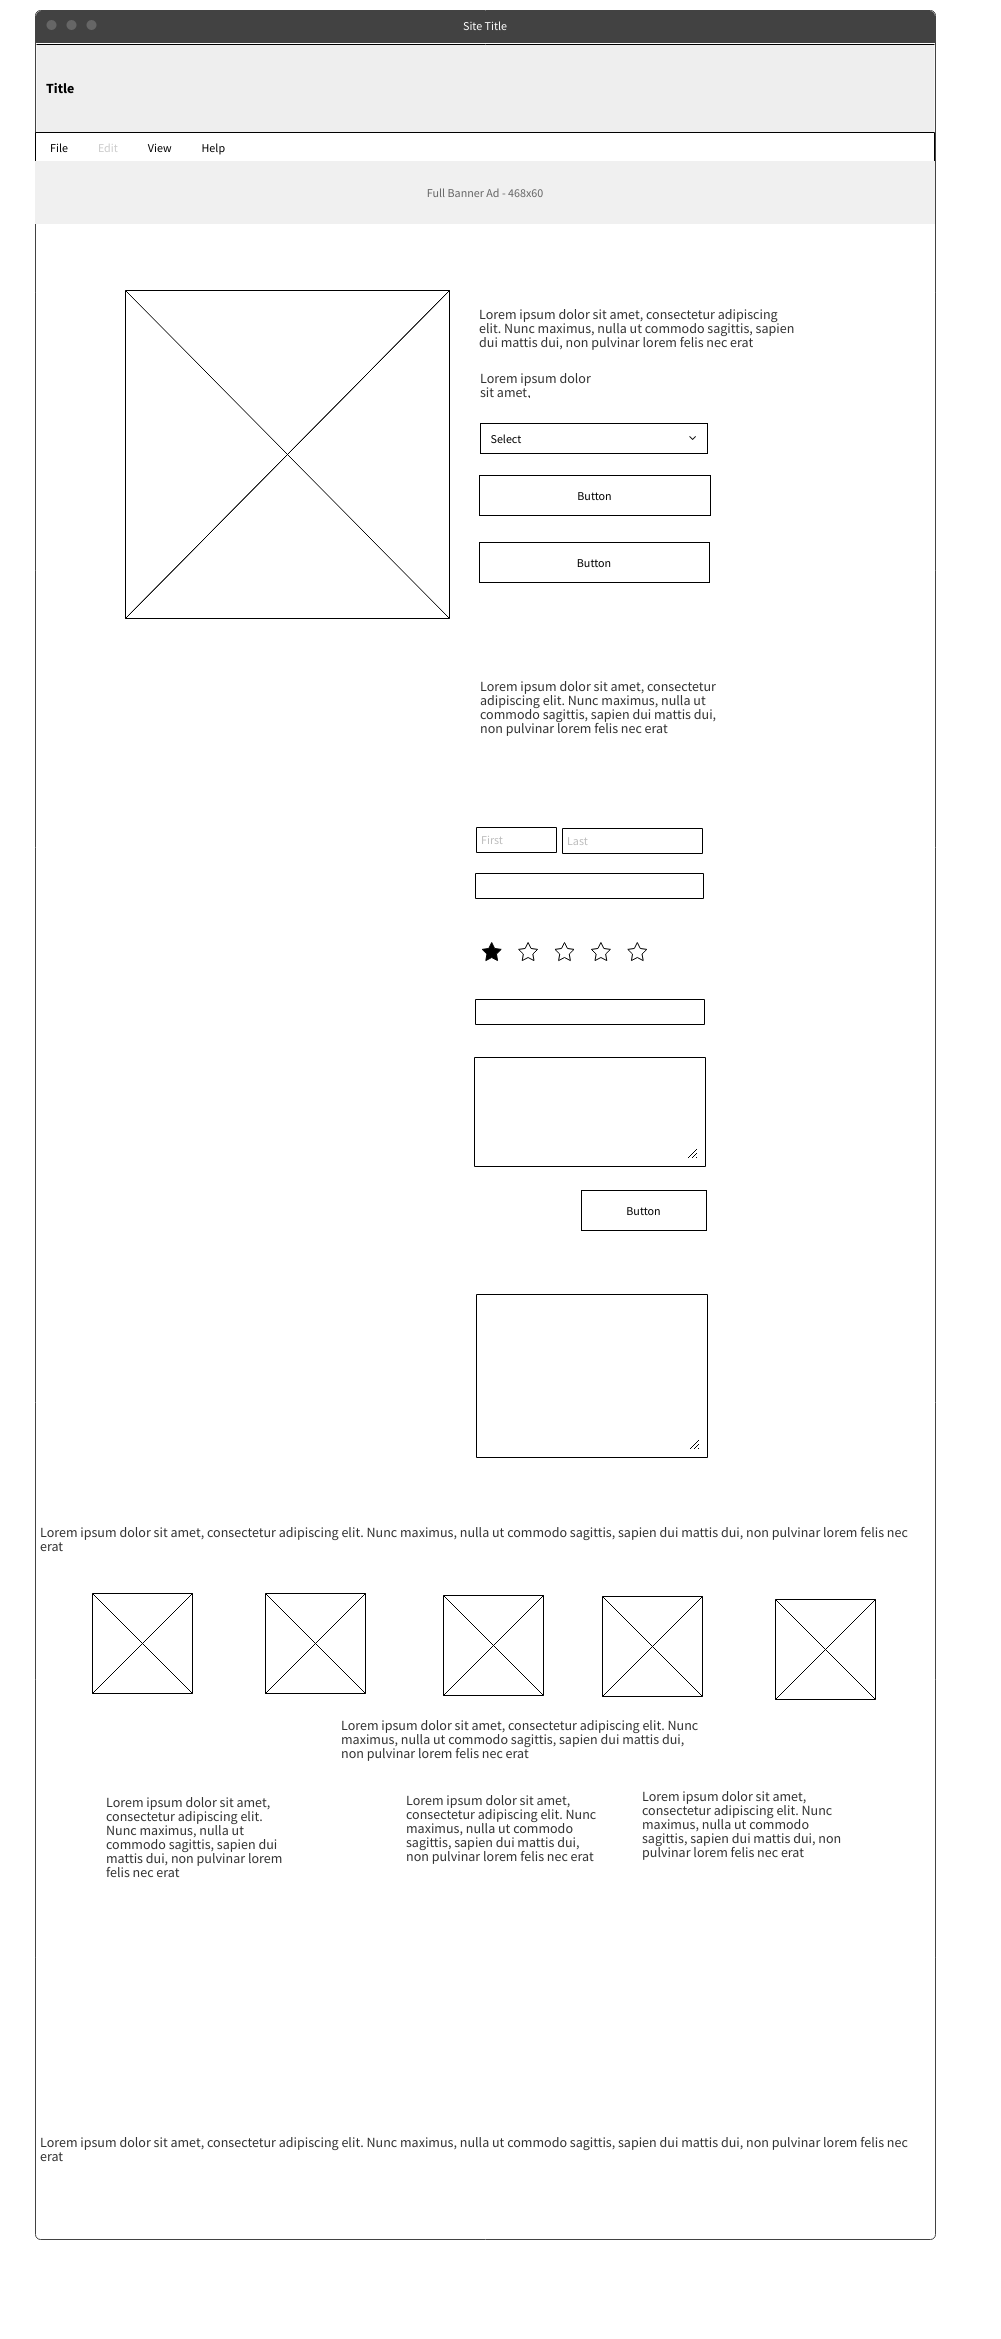 Site Title
Title
File Edit View Help
Full Banner Ad - 468x60
Lorem ipsum dolor sit amet, consectetur adipiscing
elit. Nunc maximus, nulla ut commodo sagittis, sapien
dui mattis dui, non pulvinar lorem felis nec erat
Lorem ipsum dolor
sit amet,
Select
Button
Button
Lorem ipsum dolor sit amet, consectetur
adipiscing elit. Nunc maximus, nulla ut
commodo sagittis, sapien dui mattis dui,
non pulvinar lorem felis nec erat
First Last
Button
Lorem ipsum dolor sit amet, consectetur adipiscing elit. Nunc maximus, nulla ut commodo sagittis, sapien dui mattis dui, non pulvinar lorem felis nec
erat
Lorem ipsum dolor sit amet, consectetur adipiscing elit. Nunc
maximus, nulla ut commodo sagittis, sapien dui mattis dui,
non pulvinar lorem felis nec erat
Lorem ipsum dolor sit amet,
consectetur adipiscing elit.
Nunc maximus, nulla ut
commodo sagittis, sapien dui
mattis dui, non pulvinar lorem
felis nec erat
Lorem ipsum dolor sit amet,
consectetur adipiscing elit. Nunc
maximus, nulla ut commodo
sagittis, sapien dui mattis dui,
non pulvinar lorem felis nec erat
Lorem ipsum dolor sit amet,
consectetur adipiscing elit. Nunc
maximus, nulla ut commodo
sagittis, sapien dui mattis dui, non
pulvinar lorem felis nec erat
Lorem ipsum dolor sit amet, consectetur adipiscing elit. Nunc maximus, nulla ut commodo sagittis, sapien dui mattis dui, non pulvinar lorem felis nec
erat